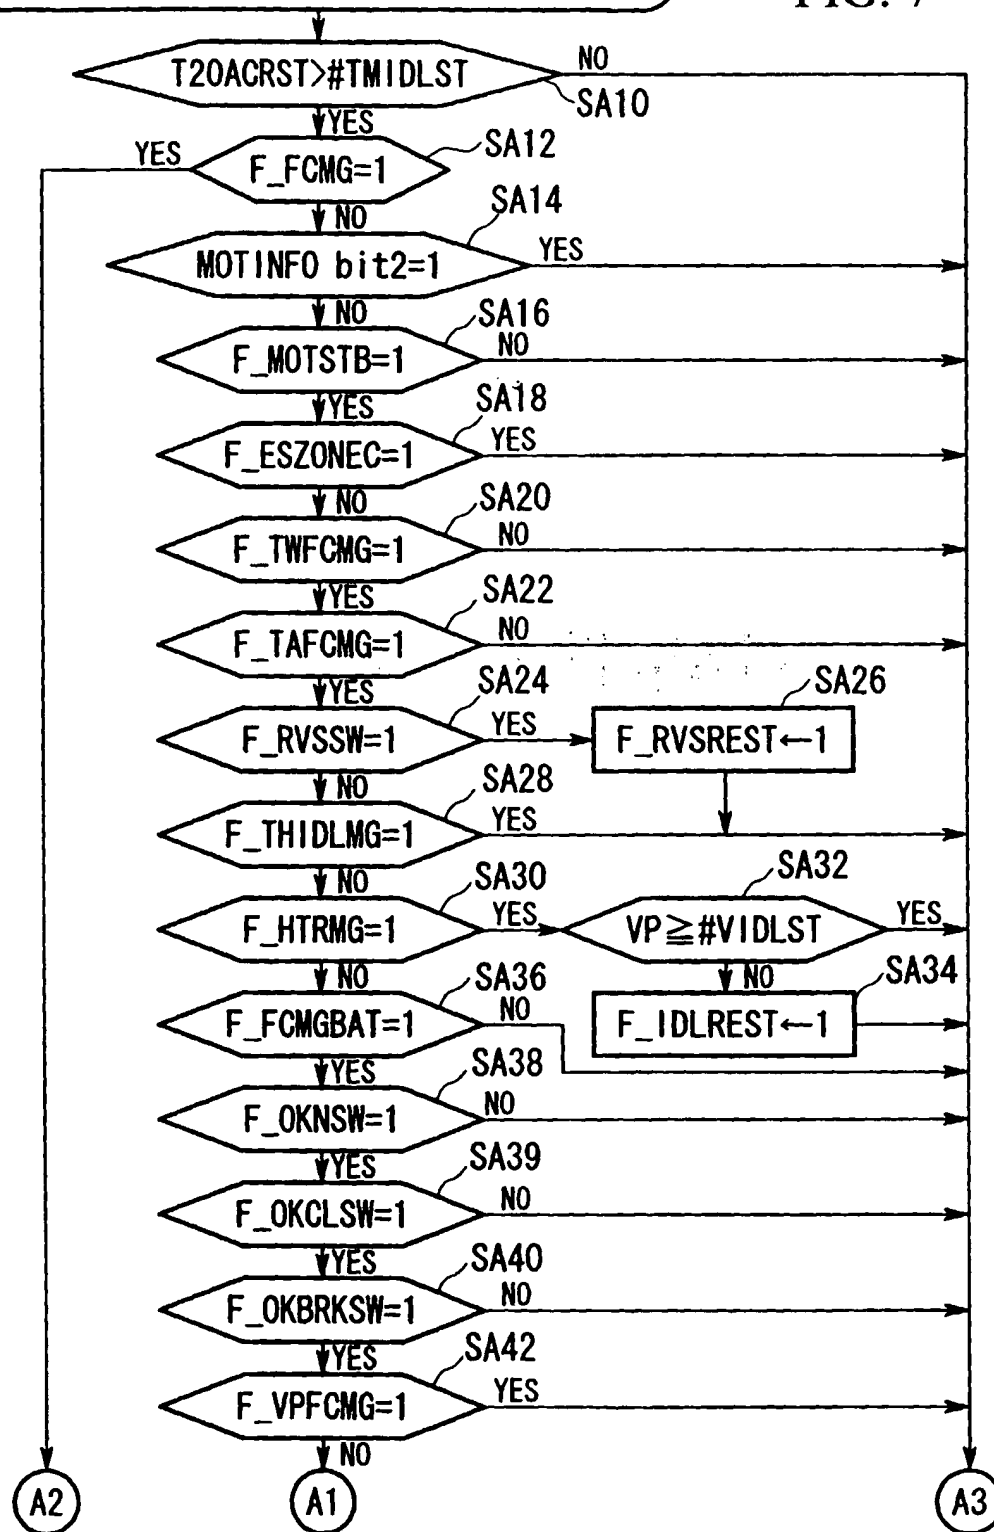 FIG. 7
T20ACRST>#TMIDLST
NO
SA10
YES
F_FCMG=1
YES
SA12
NO
MOTINFO bit2=1
SA14
YES
NO
F_MOTSTB=1
SA16
NO
YES
F_ESZONEC=1
SA18
YES
NO
F_TWFCMG=1
SA20
NO
YES
F_TAFCMG=1
SA22
NO
YES
F_RVSSW=1
SA24
YES
F_RVSREST←1
SA26
NO
F_THIDLMG=1
SA28
YES
NO
F_HTRMG=1
SA30
YES
VP≧#VIDLST
SA32
YES
NO
F_IDLREST←1
SA34
NO
F_FCMGBAT=1
SA36
NO
YES
F_OKNSW=1
SA38
NO
YES
F_OKCLSW=1
SA39
NO
YES
F_OKBRKSW=1
SA40
NO
YES
F_VPFCMG=1
SA42
YES
NO
A2
A1
A3